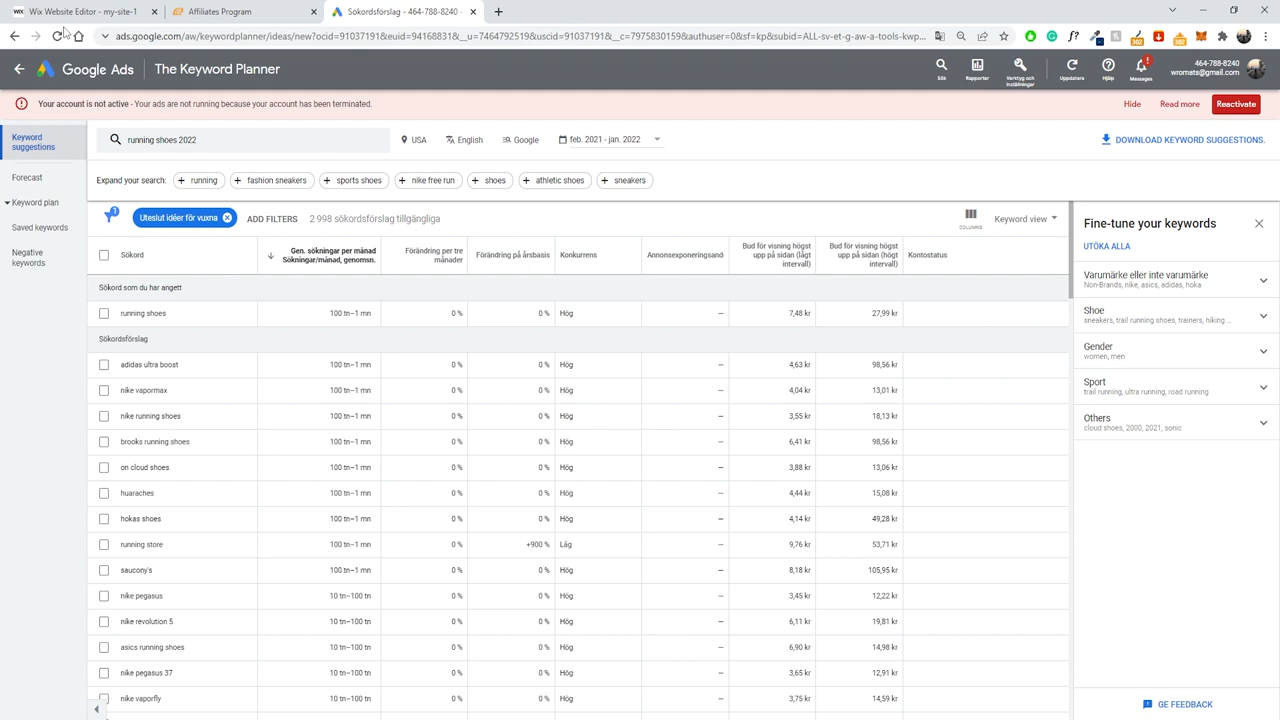 Wix Website Editor - my-site-1
Affiliates Program
Sökordsförslag - 464-788-8240 -
ads.google.com/aw/keywordplanner/ideas/new?ocid=91037191&euid=94168831&__u=7464792519&uscid=91037191&__c=7975830159&authuser=0&sf=kp&subid=ALL-sv-et-g-aw-a-tools-kwp...
Google Ads
The Keyword Planner
Sök
Rapporter
Verktyg och inställningar
Uppdatera
Hjälp
Messages
464-788-8240
wromats@gmail.com
Your account is not active - Your ads are not running because your account has been terminated.
Hide
Read more
Reactivate
Keyword suggestions
Forecast
Keyword plan
Saved keywords
Negative keywords
running shoes 2022
USA
English
Google
feb. 2021 - jan. 2022
DOWNLOAD KEYWORD SUGGESTIONS.
Expand your search:
running
fashion sneakers
sports shoes
nike free run
shoes
athletic shoes
sneakers
1
Uteslut idéer för vuxna
ADD FILTERS
2 998 sökordsförslag tillgängliga
COLUMNS
Keyword view
Sökord
Gen. sökningar per månad
Sökningar/månad, genomsn.
Förändring per tre månader
Förändring på årsbasis
Konkurrens
Annonsexponeringsand
Bud för visning högst upp på sidan (lågt intervall)
Bud för visning högst upp på sidan (högt intervall)
Kontostatus
Sökord som du har angett
running shoes 100 tn–1 mn 0 % 0 % Hög – 7,48 kr 27,99 kr
Sökordsförslag
adidas ultra boost 100 tn–1 mn 0 % 0 % Hög – 4,63 kr 98,56 kr
nike vapormax 100 tn–1 mn 0 % 0 % Hög – 4,04 kr 13,01 kr
nike running shoes 100 tn–1 mn 0 % 0 % Hög – 3,55 kr 18,13 kr
brooks running shoes 100 tn–1 mn 0 % 0 % Hög – 6,41 kr 98,56 kr
on cloud shoes 100 tn–1 mn 0 % 0 % Hög – 3,88 kr 13,06 kr
huaraches 100 tn–1 mn 0 % 0 % Hög – 4,44 kr 15,08 kr
hokas shoes 100 tn–1 mn 0 % 0 % Hög – 4,14 kr 49,28 kr
running store 100 tn–1 mn 0 % +900 % Låg – 9,76 kr 53,71 kr
saucony's 100 tn–1 mn 0 % 0 % Hög – 8,18 kr 105,95 kr
nike pegasus 10 tn–100 tn 0 % 0 % Hög – 3,45 kr 12,22 kr
nike revolution 5 10 tn–100 tn 0 % 0 % Hög – 6,11 kr 19,81 kr
asics running shoes 10 tn–100 tn 0 % 0 % Hög – 6,90 kr 14,98 kr
nike pegasus 37 10 tn–100 tn 0 % 0 % Hög – 3,65 kr 12,91 kr
nike vaporfly 10 tn–100 tn 0 % 0 % Hög – 3,75 kr 14,59 kr
Fine-tune your keywords
UTÖKA ALLA
Varumärke eller inte varumärke
Non-Brands, nike, asics, adidas, hoka
Shoe
sneakers, trail running shoes, trainers, hiking ...
Gender
women, men
Sport
trail running, ultra running, road running
Others
cloud shoes, 2000, 2021, sonic
GE FEEDBACK